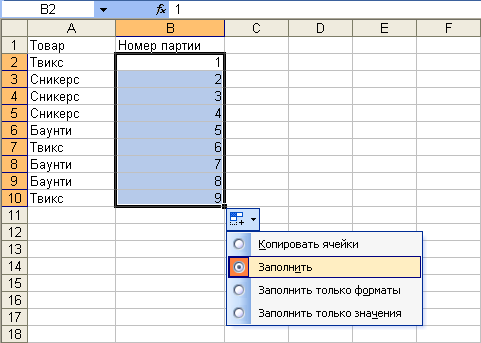 B2 fx 1
A B C D E F
1 Товар Номер партии
2 Твикс 1
3 Сникерс 2
4 Сникерс 3
5 Сникерс 4
6 Баунти 5
7 Твикс 6
8 Баунти 7
9 Баунти 8
10 Твикс 9
11
12 Копировать ячейки
13
14 Заполнить
15 Заполнить только форматы
16
17 Заполнить только значения
18